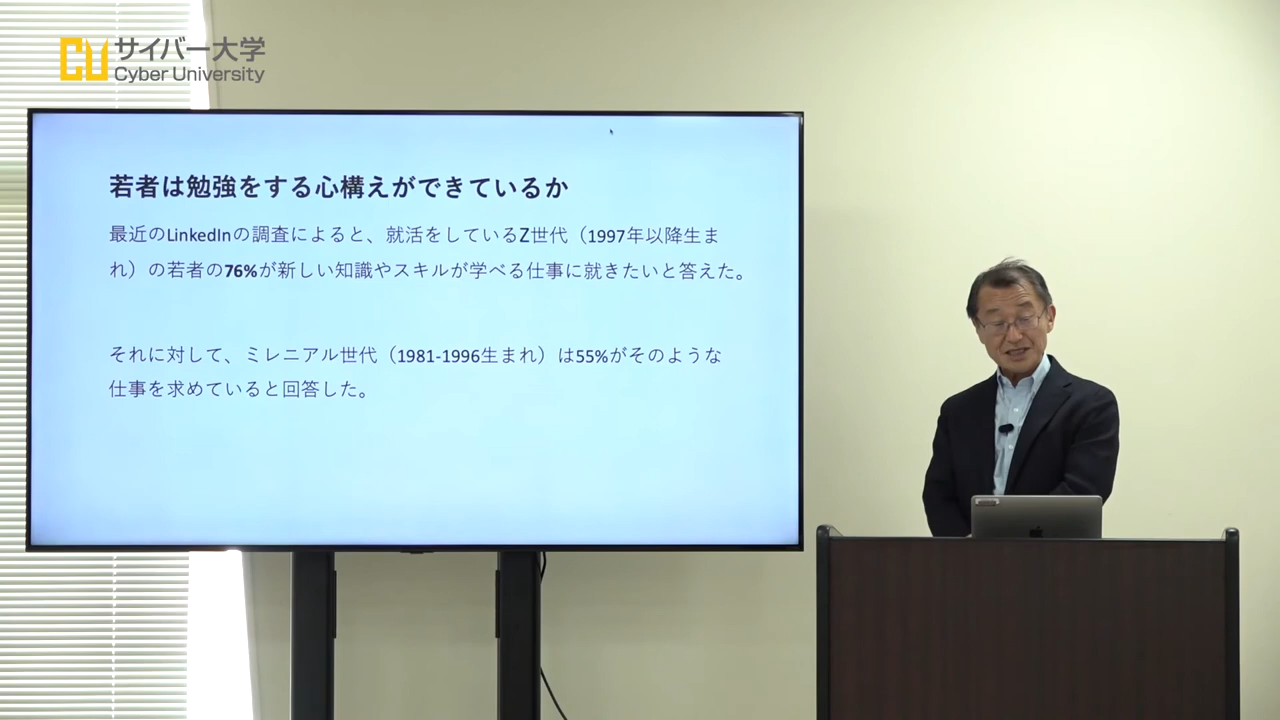 サイバー大学
Cyber University
若者は勉強をする心構えができているか
最近のLinkedInの調査によると、就活をしているZ世代（1997年以降生ま
れ）の若者の76%が新しい知識やスキルが学べる仕事に就きたいと答えた。
それに対して、ミレニアル世代（1981-1996生まれ）は55%がそのような
仕事を求めていると回答した。